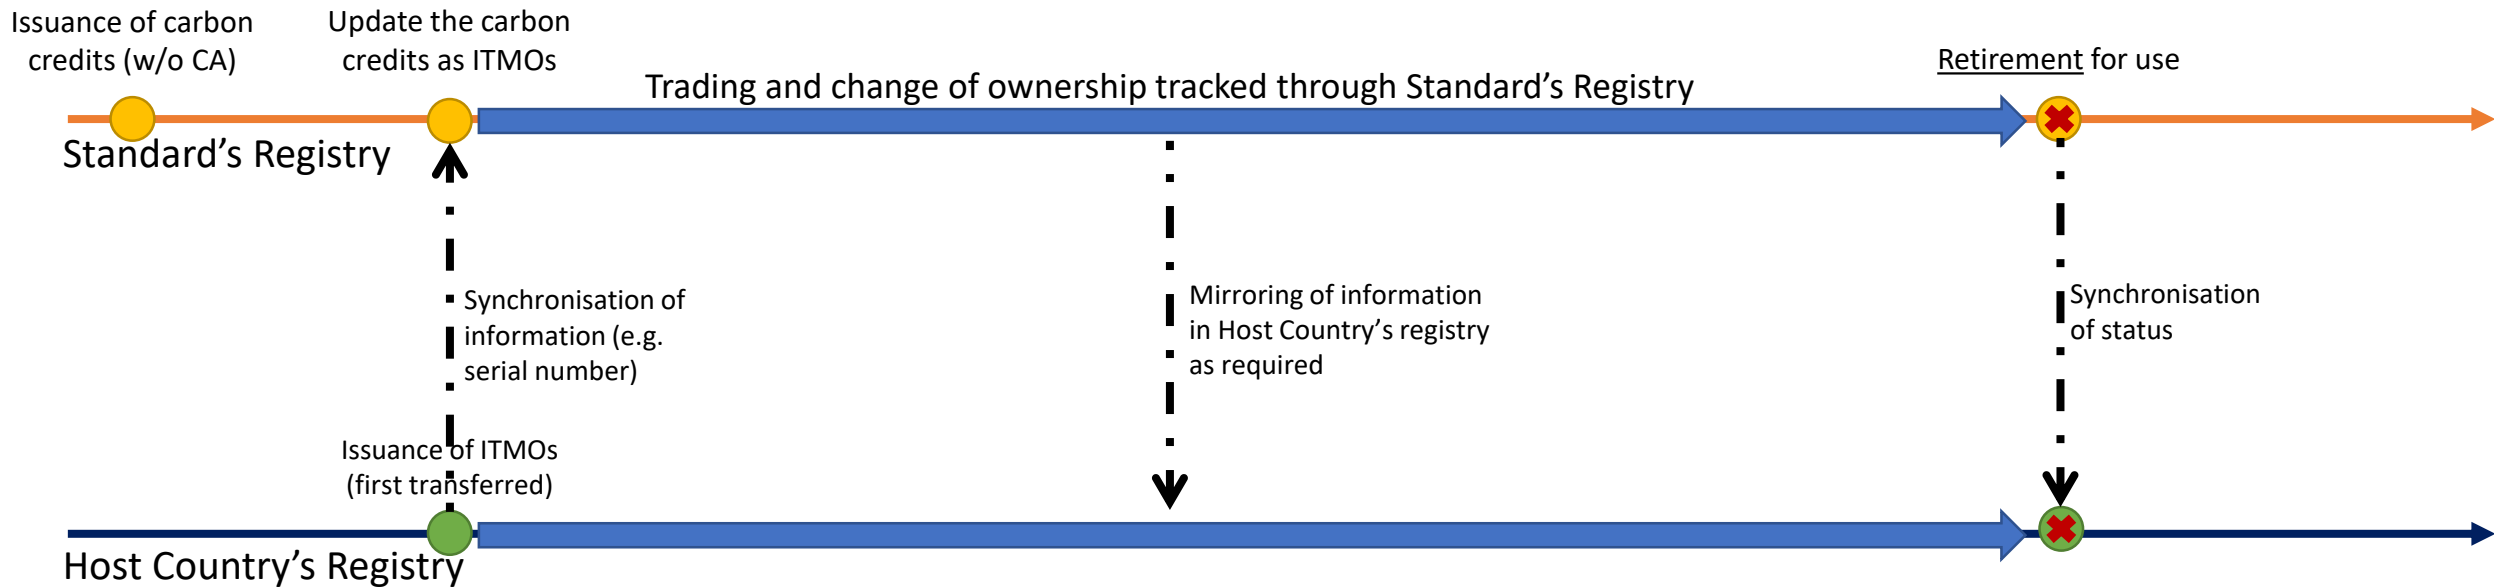 Issuance of carbon
credits (w/o CA)
Update the carbon
credits as ITMOs
Trading and change of ownership tracked through Standard’s Registry
Retirement for use
Standard’s Registry
Synchronisation of
information (e.g.
serial number)
Mirroring of information
in Host Country’s registry
as required
Synchronisation
of status
Issuance of ITMOs
(first transferred)
Host Country’s Registry